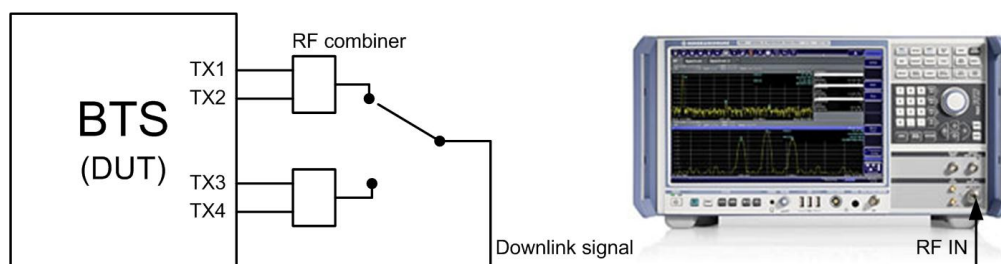 RF combiner
TX1
TX2
BTS
(DUT)
TX3
TX4
Downlink signal
RF IN